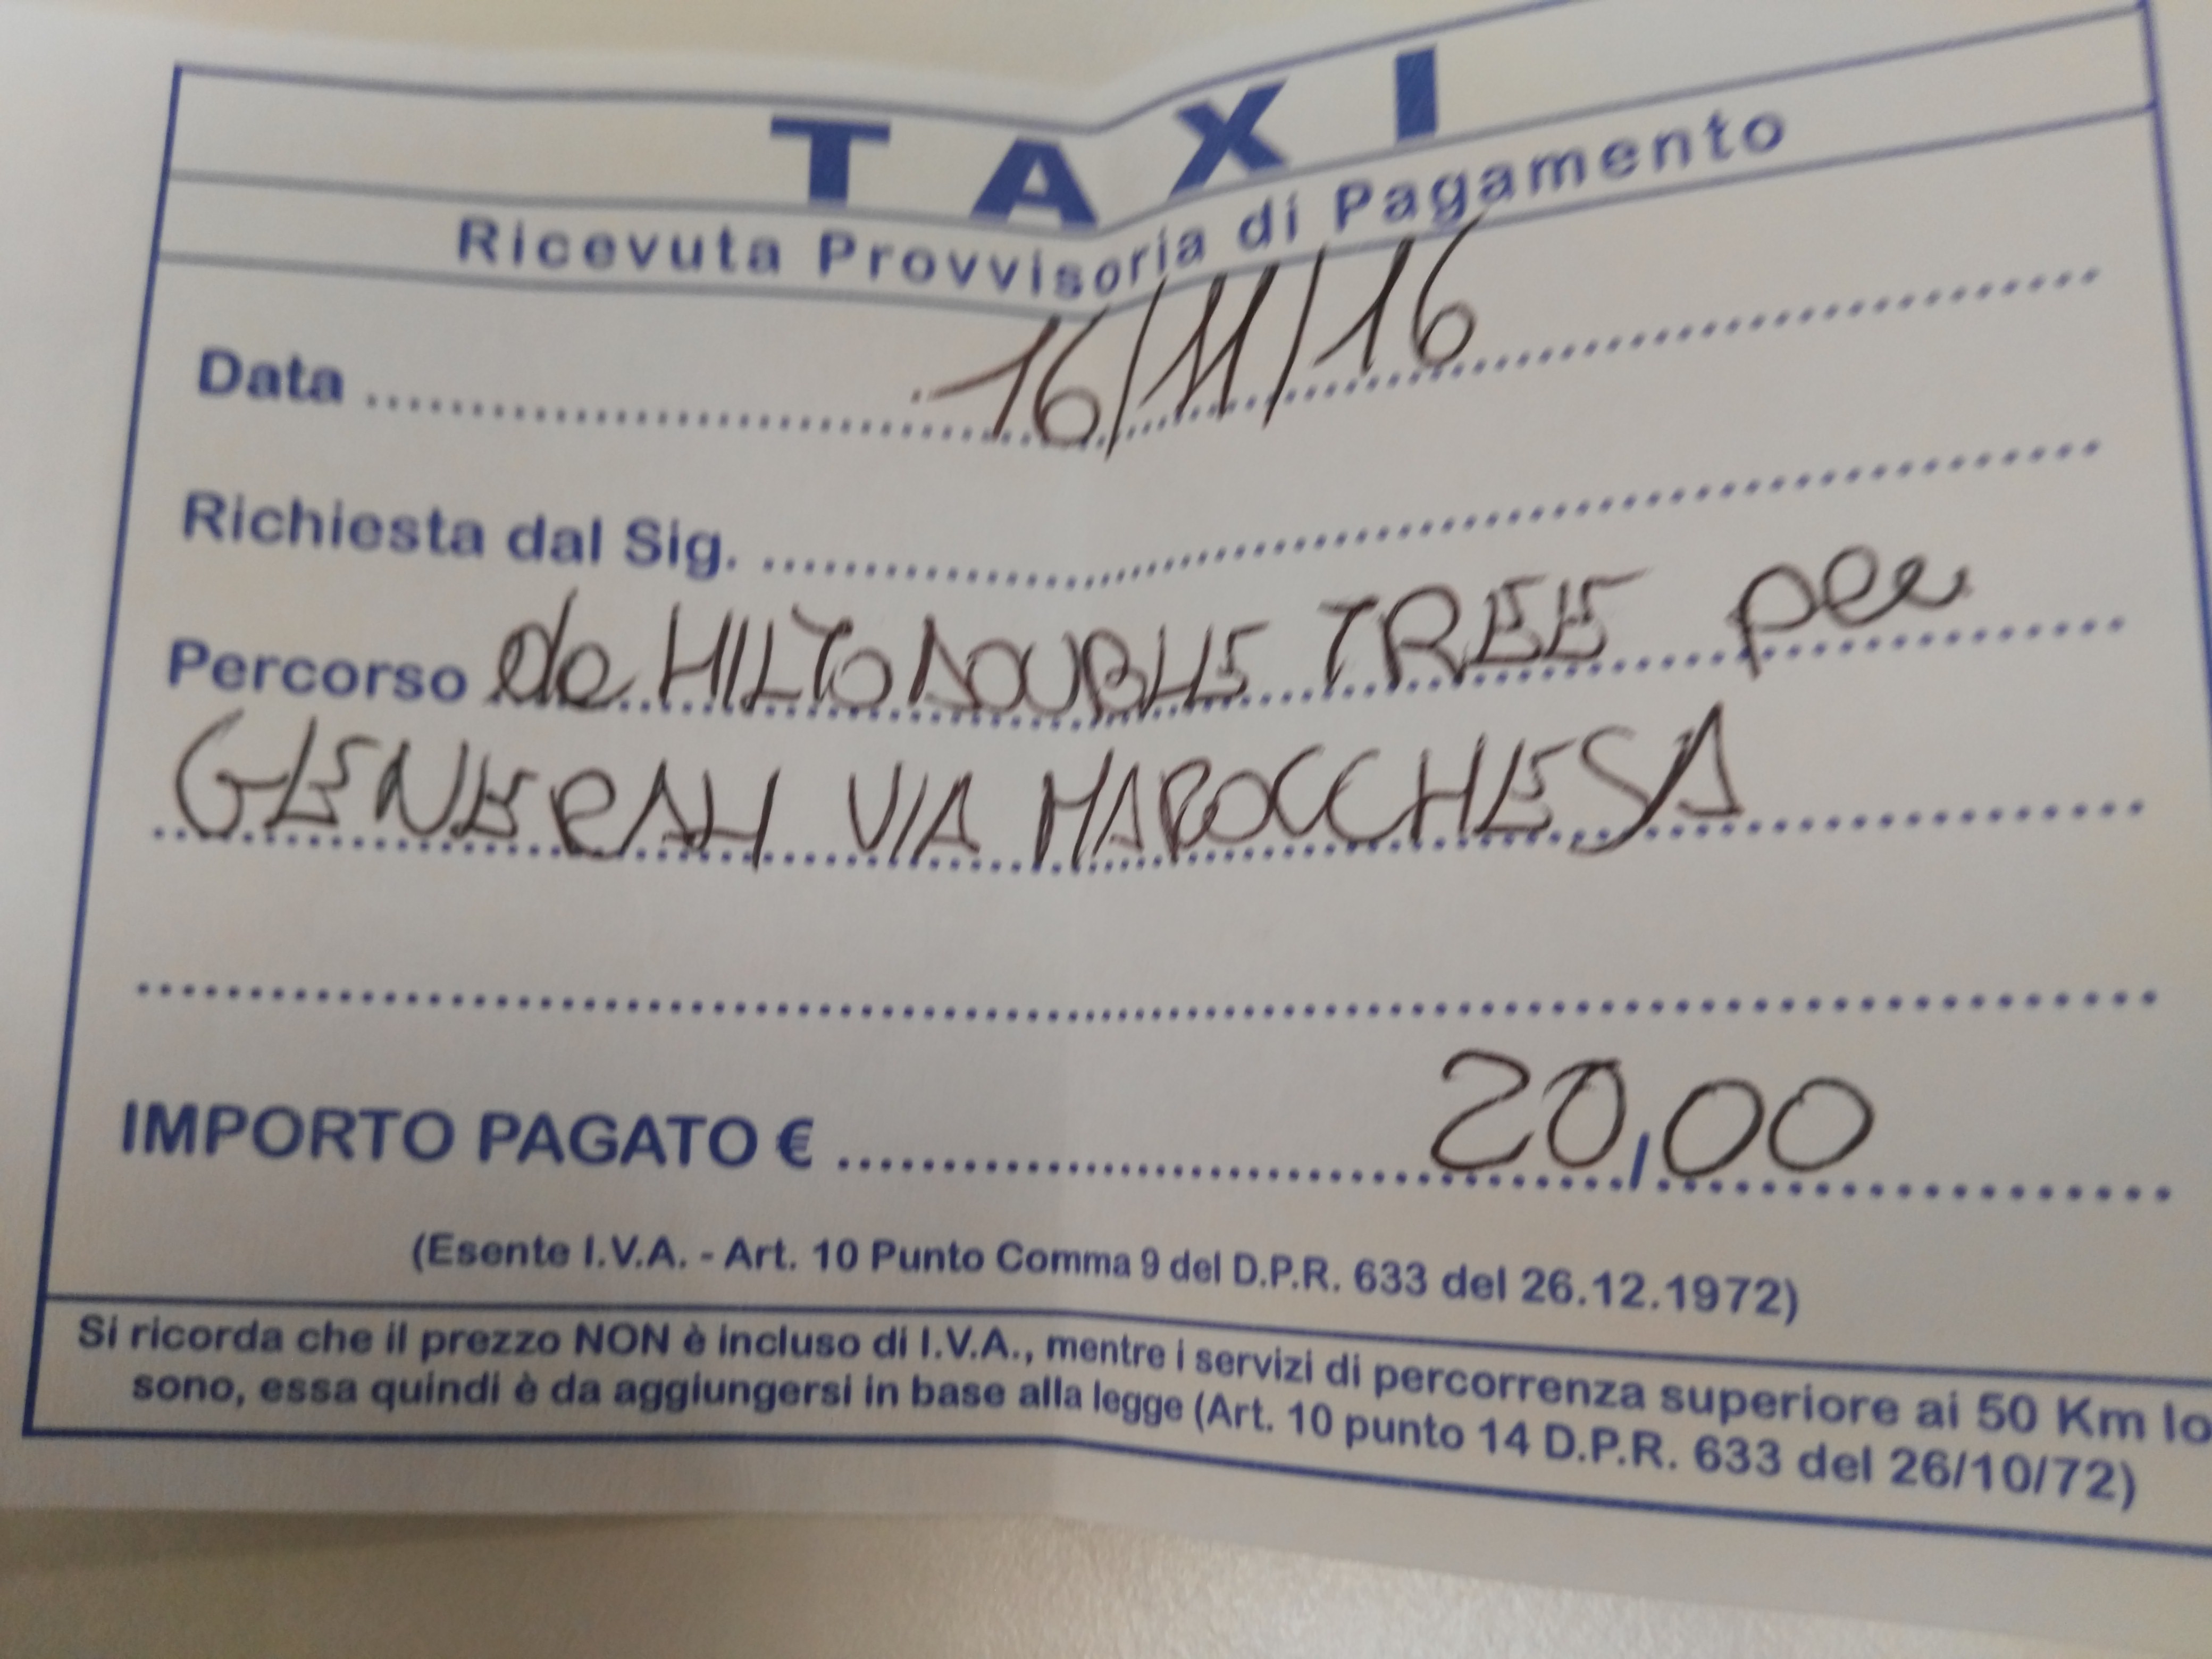 TAXI
Ricevuta Provvisoria di Pagamento
Data 16/11/16
Richiesta dal Sig.
Percorso da HILTO DOUBLE TREE per
GENERALI VIA MAROCCHESA
IMPORTO PAGATO € 20,00
(Esente I.V.A. - Art. 10 Punto Comma 9 del D.P.R. 633 del 26.12.1972)
Si ricorda che il prezzo NON è incluso di I.V.A., mentre i servizi di percorrenza superiore ai 50 Km lo
sono, essa quindi è da aggiungersi in base alla legge (Art. 10 punto 14 D.P.R. 633 del 26/10/72)